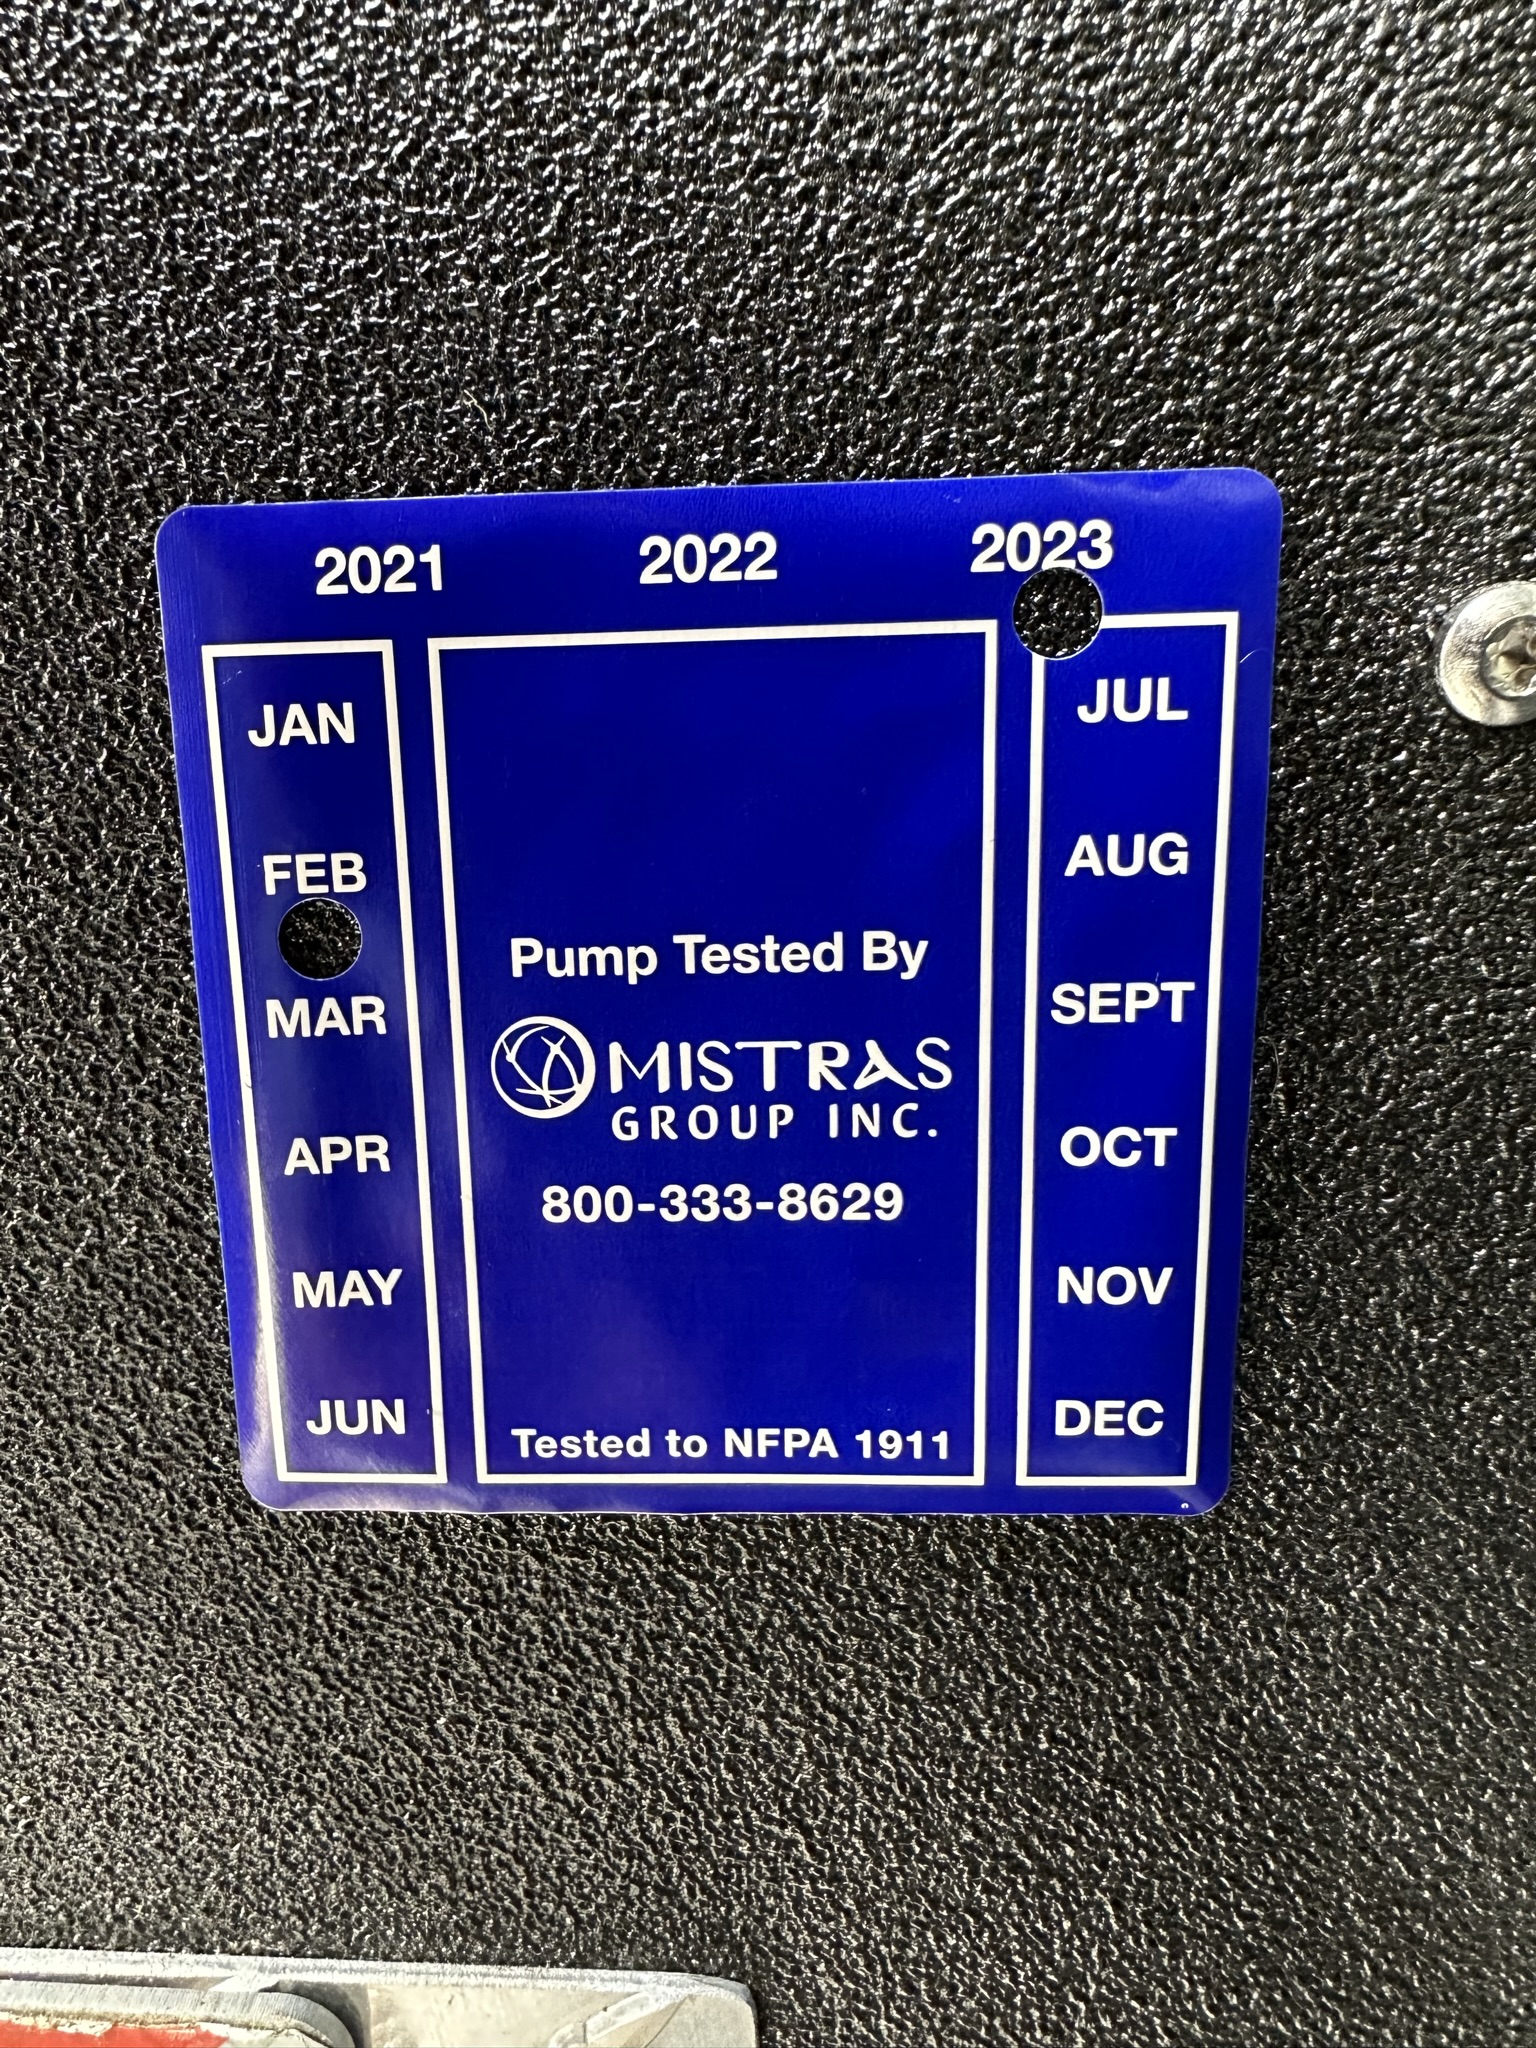 2021 2022 2023
JAN
FEB
MAR
APR
MAY
JUN
Pump Tested By
MISTRAS
GROUP INC.
800-333-8629
Tested to NFPA 1911
JUL
AUG
SEPT
OCT
NOV
DEC